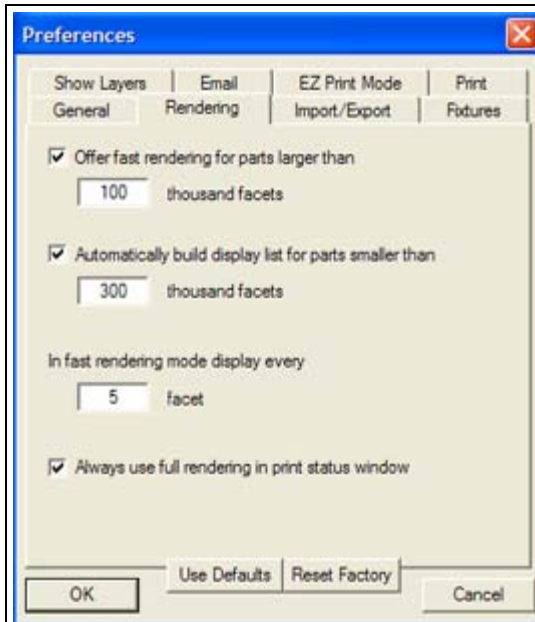 Preferences
Show Layers Email EZ Print Mode Print
General Rendering Import/Export Fixtures
Offer fast rendering for parts larger than
100 thousand facets
Automatically build display list for parts smaller than
300 thousand facets
In fast rendering mode display every
5 facet
Always use full rendering in print status window
Use Defaults Reset Factory
OK Cancel